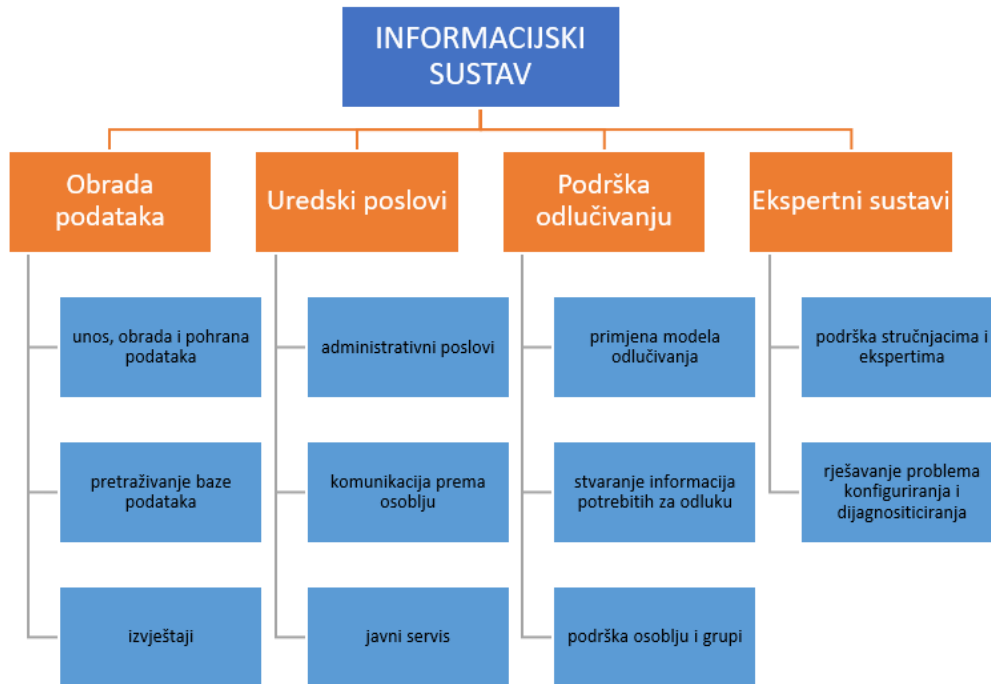 INFORMACIJSKI
SUSTAV
Obrada
podataka
Uredski poslovi
Podrška
odlučivanju
Ekspertni sustavi
unos, obrada i pohrana
podataka
administrativni poslovi
primjena modela
odlučivanja
podrška stručnjacima i
ekspertima
pretraživanje baze
podataka
komunikacija prema
osoblju
stvaranje informacija
potrebitih za odluku
rješavanje problema
konfiguriranja i
dijagnositiciranja
izvještaji
javni servis
podrška osoblju i grupi